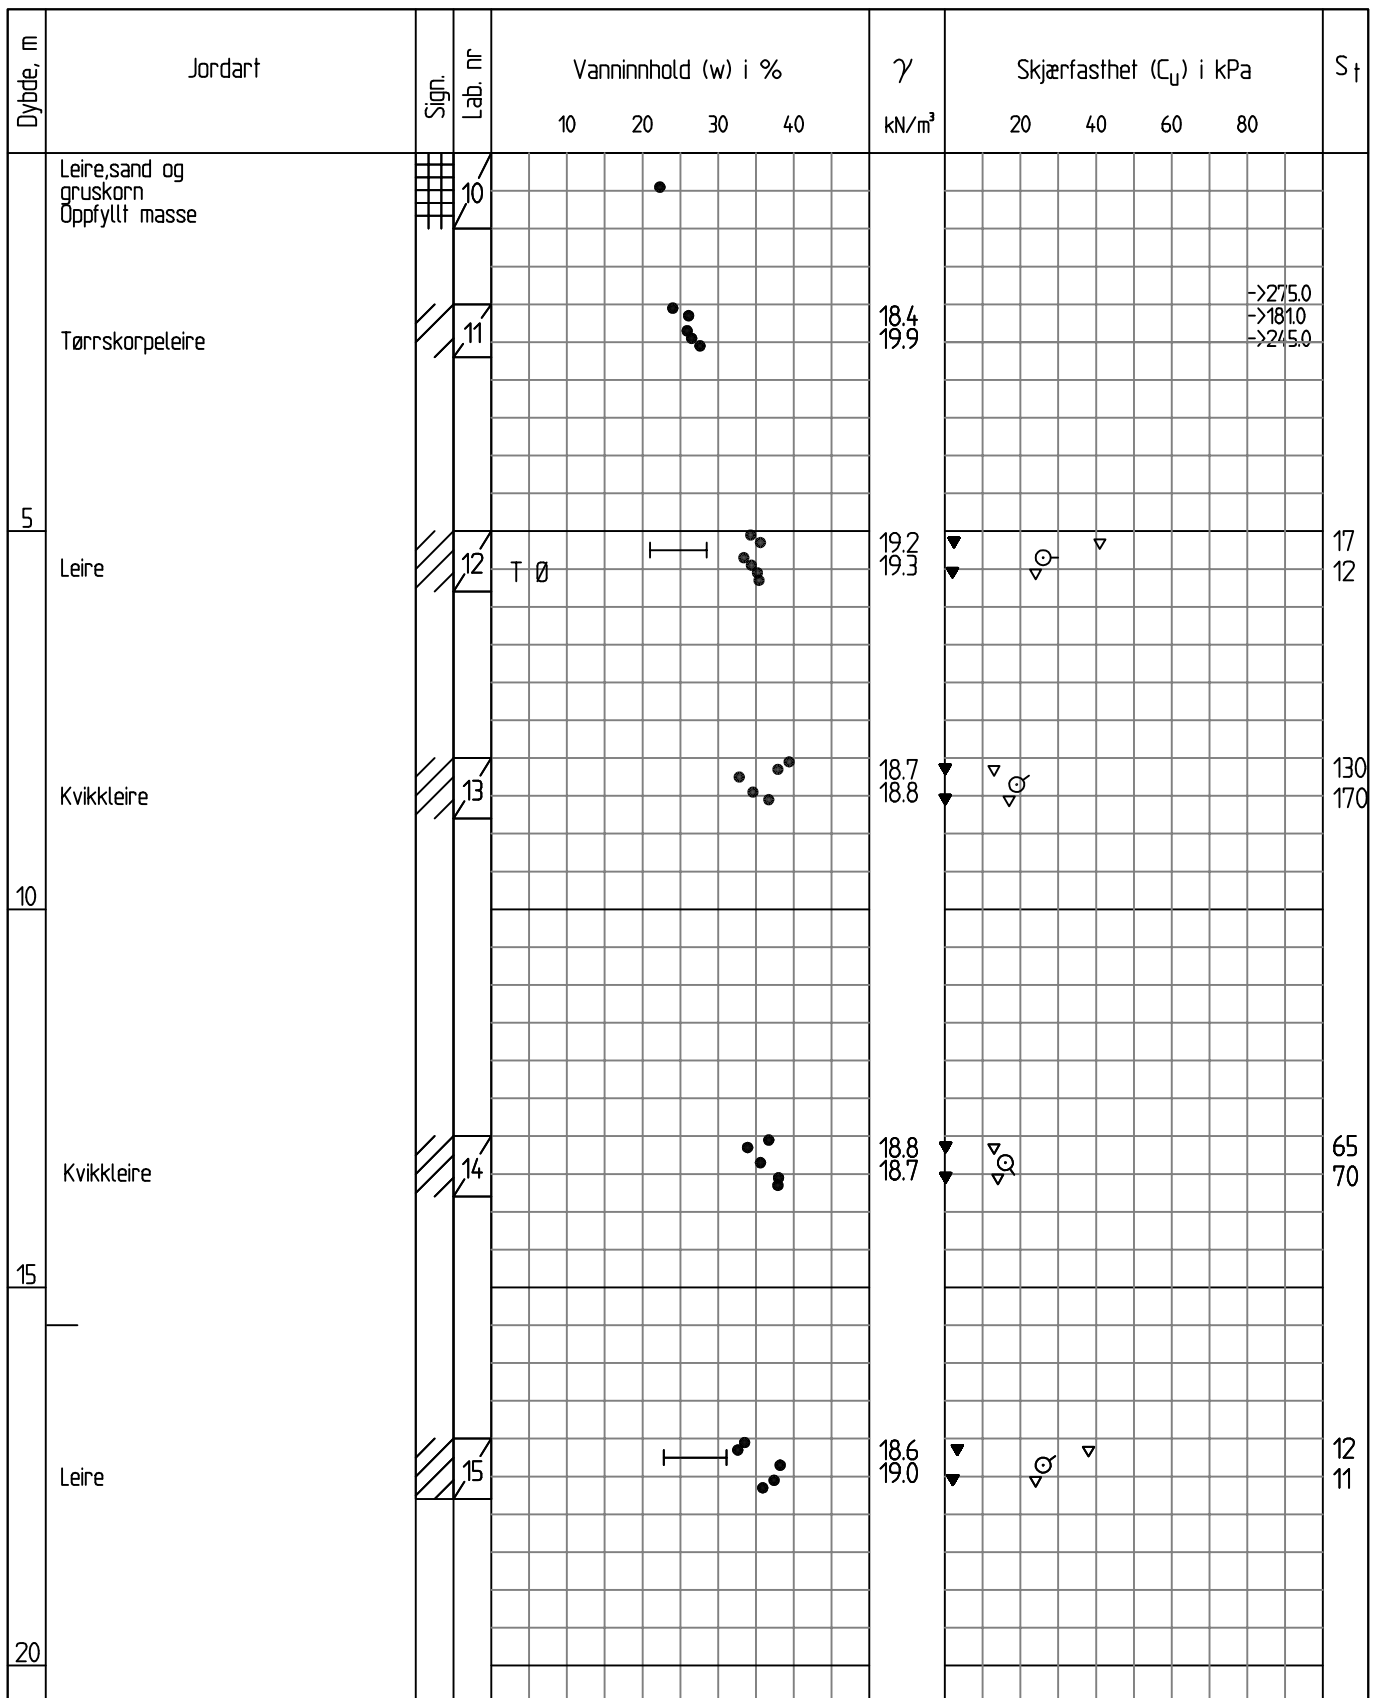 Dybde, m
Jordart
Sign.
Lab. nr
Vanninnhold (w) i %
10 20 30 40
γ
kN/m³
Skjærfasthet (Cu) i kPa
20 40 60 80
St
Leire,sand og
gruskorn
Oppfyllt masse
10
->275.0
18.4 ->181.0
Tørrskorpeleire 11 19.9 ->245.0
5
19.2 17
Leire 12 T Ø 19.3 12
18.7 130
Kvikkleire 13 18.8 170
10
18.8 65
Kvikkleire 14 18.7 70
15
18.6 12
Leire 15 19.0 11
20